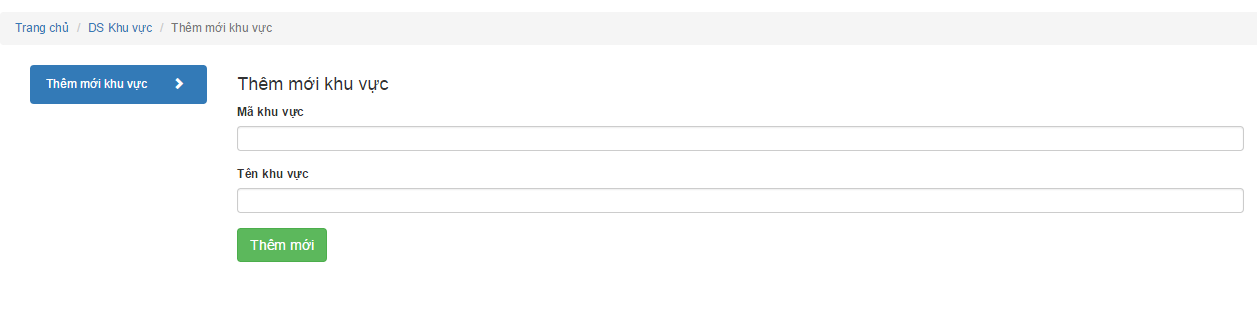 Trang chủ / DS Khu vực / Thêm mới khu vực
Thêm mới khu vực
Thêm mới khu vực
Mã khu vực
Tên khu vực
Thêm mới